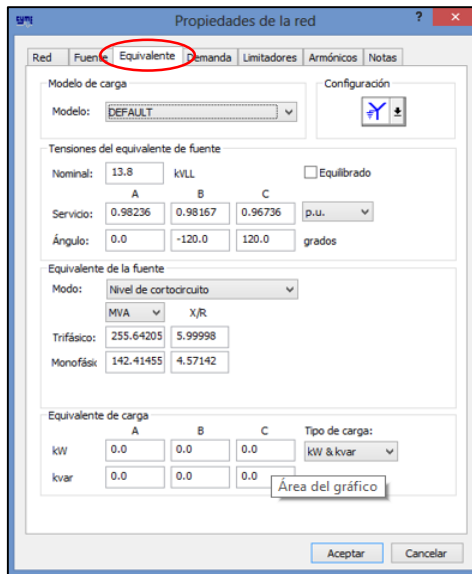 Propiedades de la red
Red Fuente Equivalente Demanda Limitadores Armónicos Notas
Modelo de carga
Modelo: DEFAULT
Configuración
Tensiones del equivalente de fuente
Nominal: 13.8 kVLL Equilibrado
A B C
Servicio: 0.98236 0.98167 0.96736 p.u.
Ángulo: 0.0 -120.0 120.0 grados
Equivalente de la fuente
Modo: Nivel de cortocircuito
MVA X/R
Trifásico: 255.64205 5.99998
Monofásic 142.41455 4.57142
Equivalente de carga
A B C Tipo de carga:
kW 0.0 0.0 0.0 kW & kvar
kvar 0.0 0.0 0.0
Área del gráfico
Aceptar Cancelar